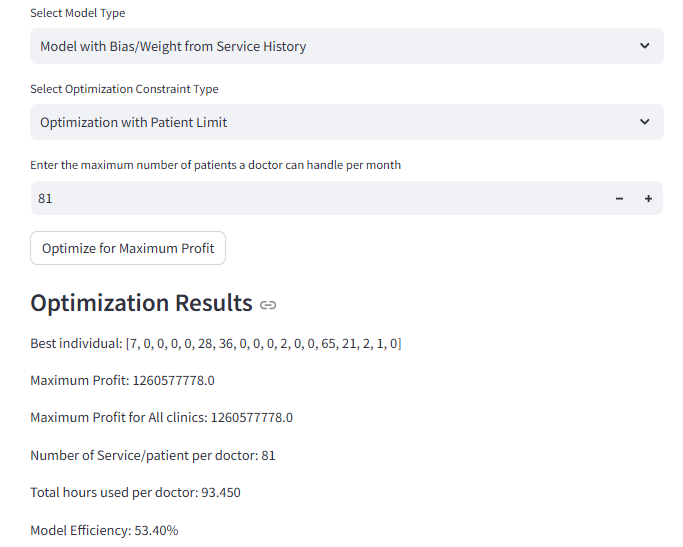 Select Model Type
Model with Bias/Weight from Service History
Select Optimization Constraint Type
Optimization with Patient Limit
Enter the maximum number of patients a doctor can handle per month
81
Optimize for Maximum Profit
Optimization Results
Best individual: [7, 0, 0, 0, 0, 28, 36, 0, 0, 0, 2, 0, 0, 65, 21, 2, 1, 0]
Maximum Profit: 1260577778.0
Maximum Profit for All clinics: 1260577778.0
Number of Service/patient per doctor: 81
Total hours used per doctor: 93.450
Model Efficiency: 53.40%